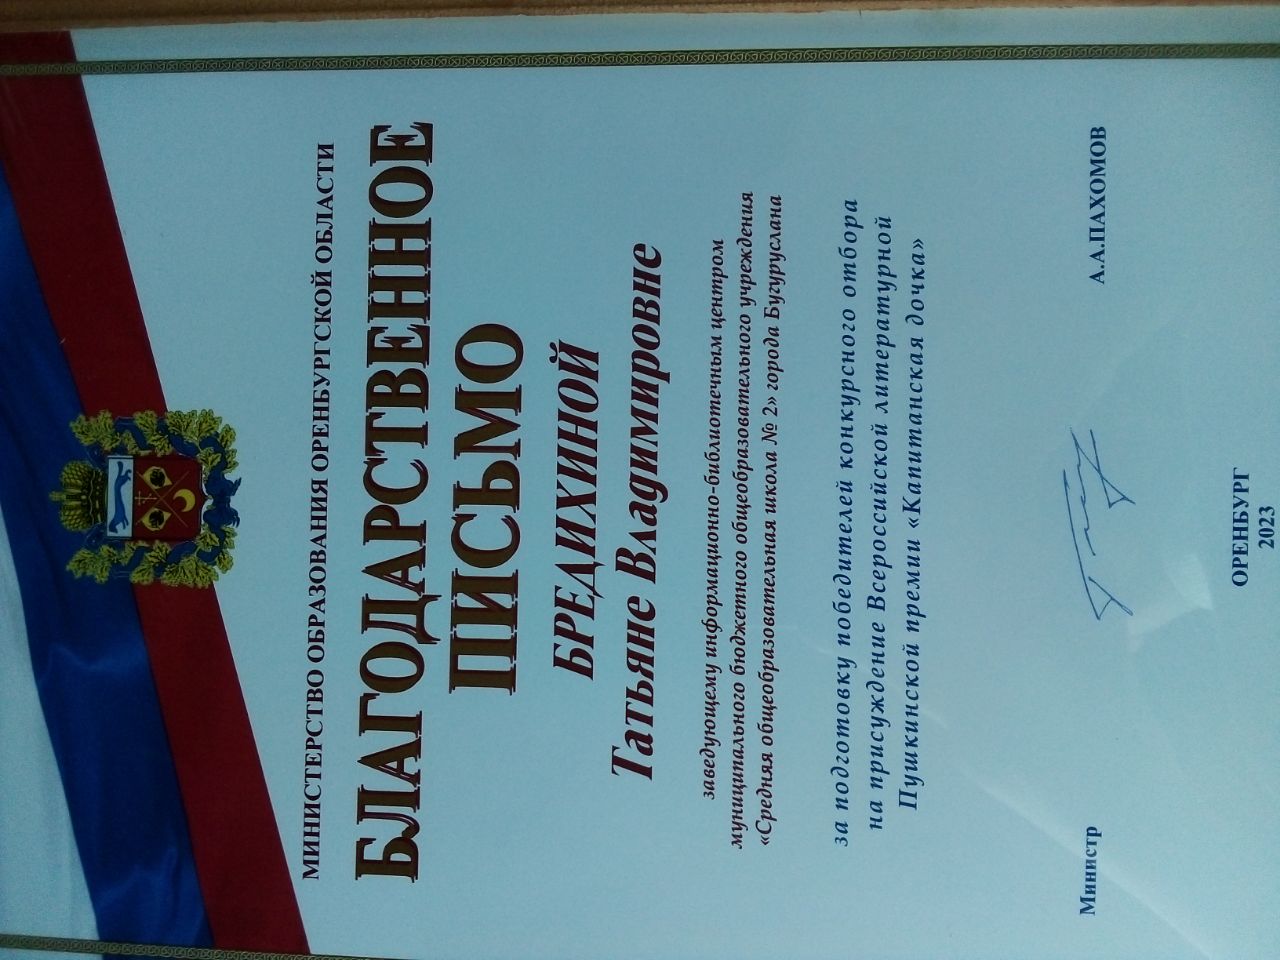 МИНИСТЕРСТВО ОБРАЗОВАНИЯ ОРЕНБУРГСКОЙ ОБЛАСТИ
БЛАГОДАРСТВЕННОЕ
ПИСЬМО
БРЕДИХИНОЙ
Татьяне Владимировне
заведующему информационно-библиотечным центром
муниципального бюджетного общеобразовательного учреждения
«Средняя общеобразовательная школа № 2» города Бугуруслана
за подготовку победителей конкурсного отбора
на присуждение Всероссийской литературной
Пушкинской премии «Капитанская дочка»
Министр А.А.ПАХОМОВ
ОРЕНБУРГ
2023